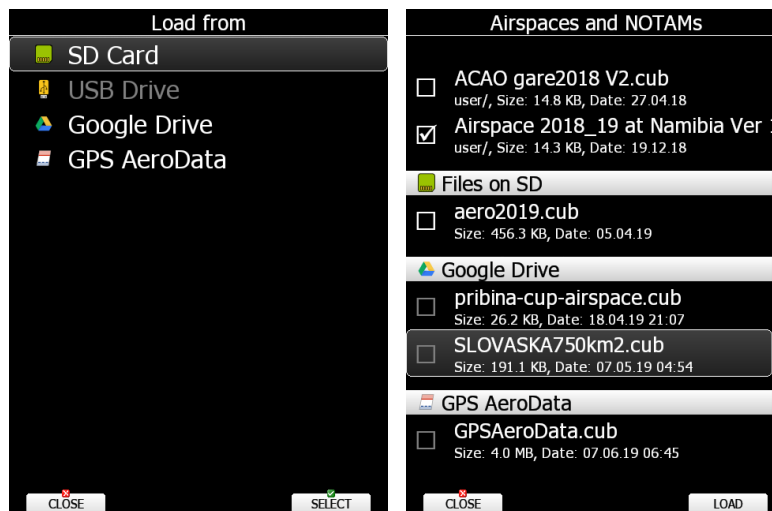 Load from
SD Card
USB Drive
Google Drive
GPS AeroData
CLOSE
SELECT
Airspaces and NOTAMs
ACAO gare2018 V2.cub
user/, Size: 14.8 KB, Date: 27.04.18
Airspace 2018_19 at Namibia Ver 1
user/, Size: 14.3 KB, Date: 19.12.18
Files on SD
aero2019.cub
Size: 456.3 KB, Date: 05.04.19
Google Drive
pribina-cup-airspace.cub
Size: 26.2 KB, Date: 18.04.19 21:07
SLOVASKA750km2.cub
Size: 191.1 KB, Date: 07.05.19 04:54
GPS AeroData
GPSAeroData.cub
Size: 4.0 MB, Date: 07.06.19 06:45
CLOSE
LOAD